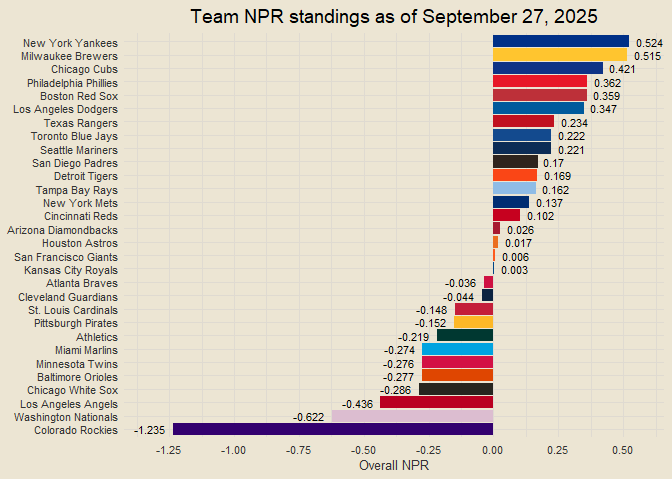 Team NPR standings as of September 27, 2025
New York Yankees 0.524
Milwaukee Brewers 0.515
Chicago Cubs 0.421
Philadelphia Phillies 0.362
Boston Red Sox 0.359
Los Angeles Dodgers 0.347
Texas Rangers 0.234
Toronto Blue Jays 0.222
Seattle Mariners 0.221
San Diego Padres 0.17
Detroit Tigers 0.169
Tampa Bay Rays 0.162
New York Mets 0.137
Cincinnati Reds 0.102
Arizona Diamondbacks 0.026
Houston Astros 0.017
San Francisco Giants 0.006
Kansas City Royals 0.003
Atlanta Braves -0.036
Cleveland Guardians -0.044
St. Louis Cardinals -0.148
Pittsburgh Pirates -0.152
Athletics -0.219
Miami Marlins -0.274
Minnesota Twins -0.276
Baltimore Orioles -0.277
Chicago White Sox -0.286
Los Angeles Angels -0.436
Washington Nationals -0.622
Colorado Rockies -1.235
-1.25 -1.00 -0.75 -0.50 -0.25 0.00 0.25 0.50
Overall NPR